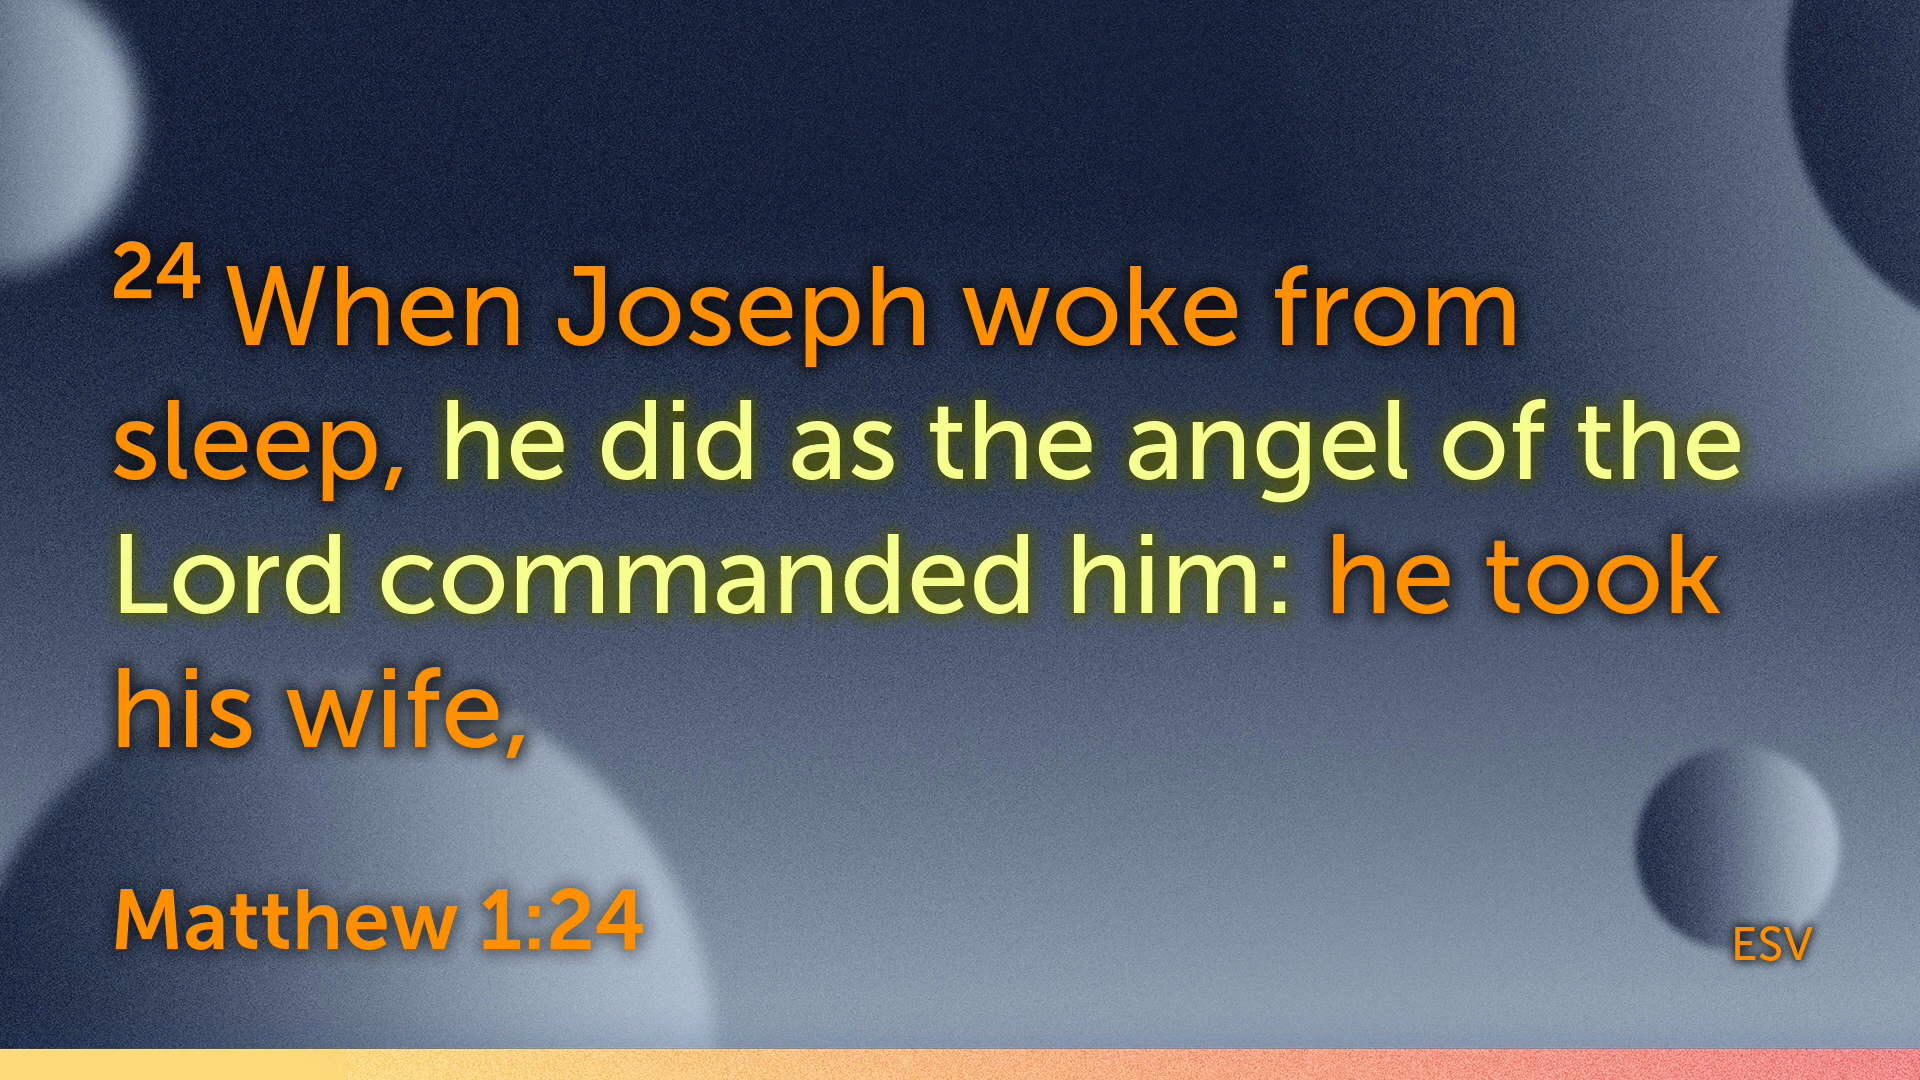 24 When Joseph woke from
sleep, he did as the angel of the
Lord commanded him: he took
his wife,
Matthew 1:24
ESV